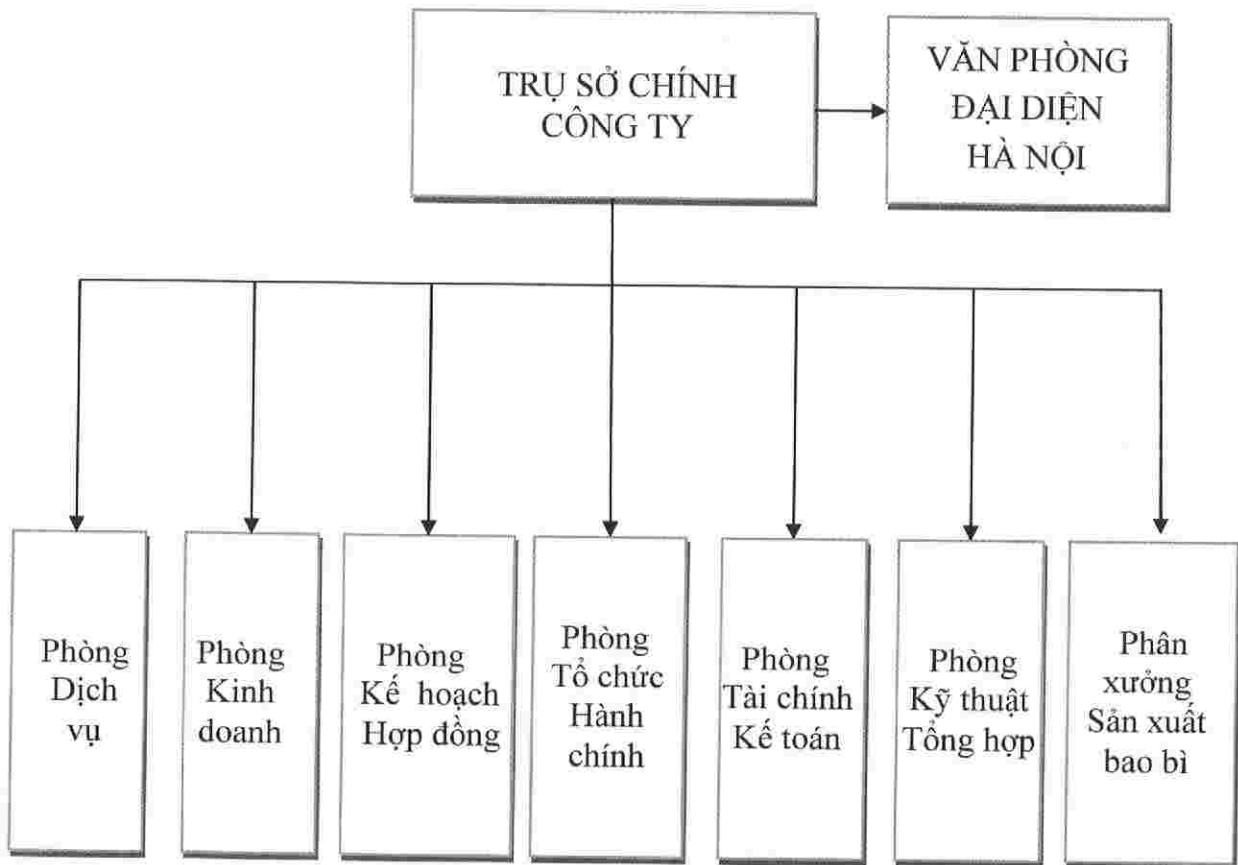 TRỤ SỞ CHÍNH
CÔNG TY
VĂN PHÒNG
ĐẠI DIỆN
HÀ NỘI
Phòng
Dịch
vụ
Phòng
Kinh
doanh
Phòng
Kế hoạch
Hợp đồng
Phòng
Tổ chức
Hành
chính
Phòng
Tài chính
Kế toán
Phòng
Kỹ thuật
Tổng hợp
Phân
xưởng
Sản xuất
bao bì